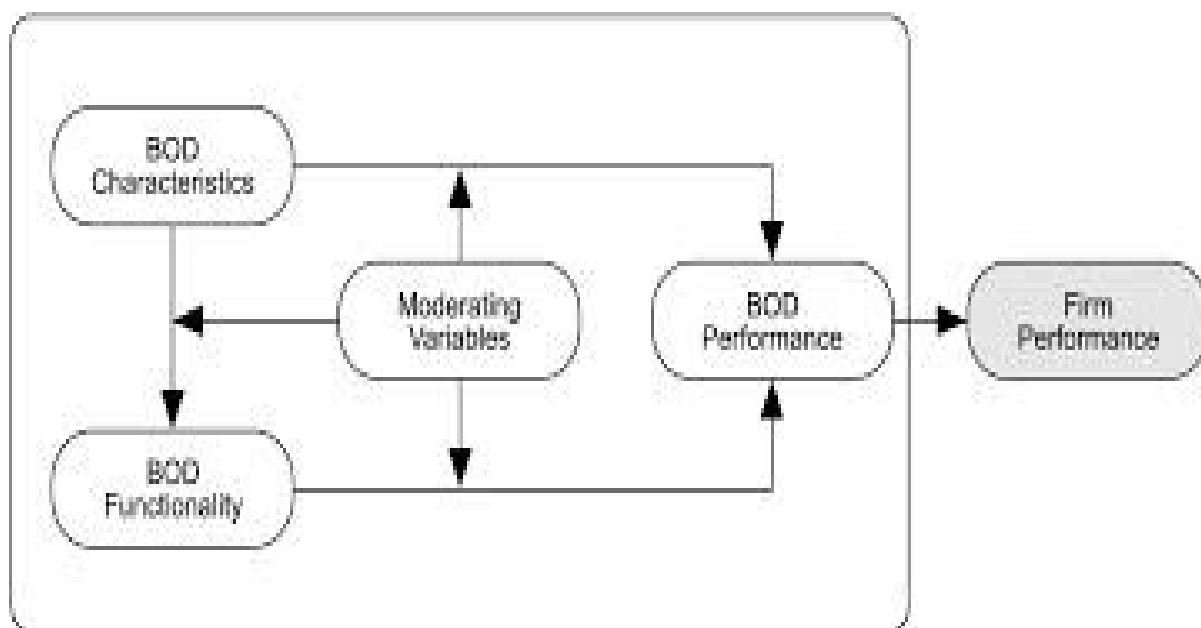 BOD
Characteristics
Moderating
Variables
BOD
Performance
Firm
Performance
BOD
Functionality